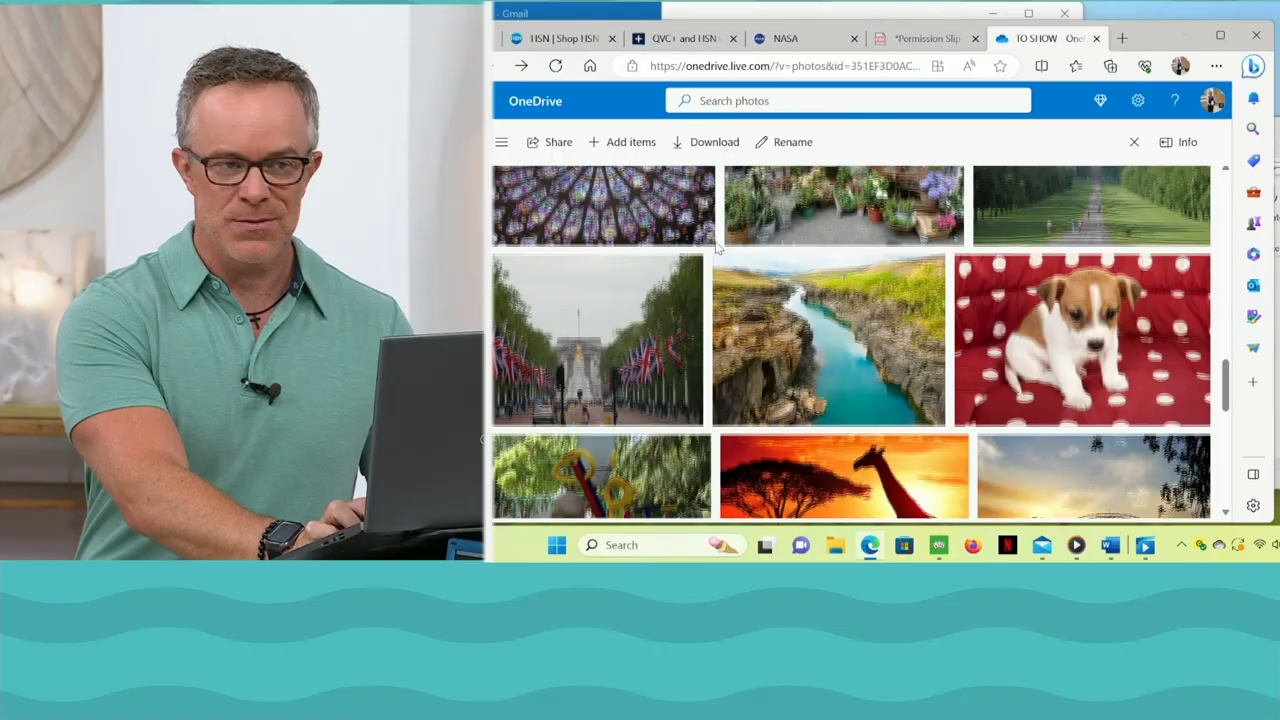 - Gmail
HSN | Shop HSN
QVC+ and HSN
NASA
*Permission Slip
TO SHOW
https://onedrive.live.com/?v=photos&id=351EF3D0AC...
OneDrive
Search photos
Share
Add items
Download
Rename
Info
Search